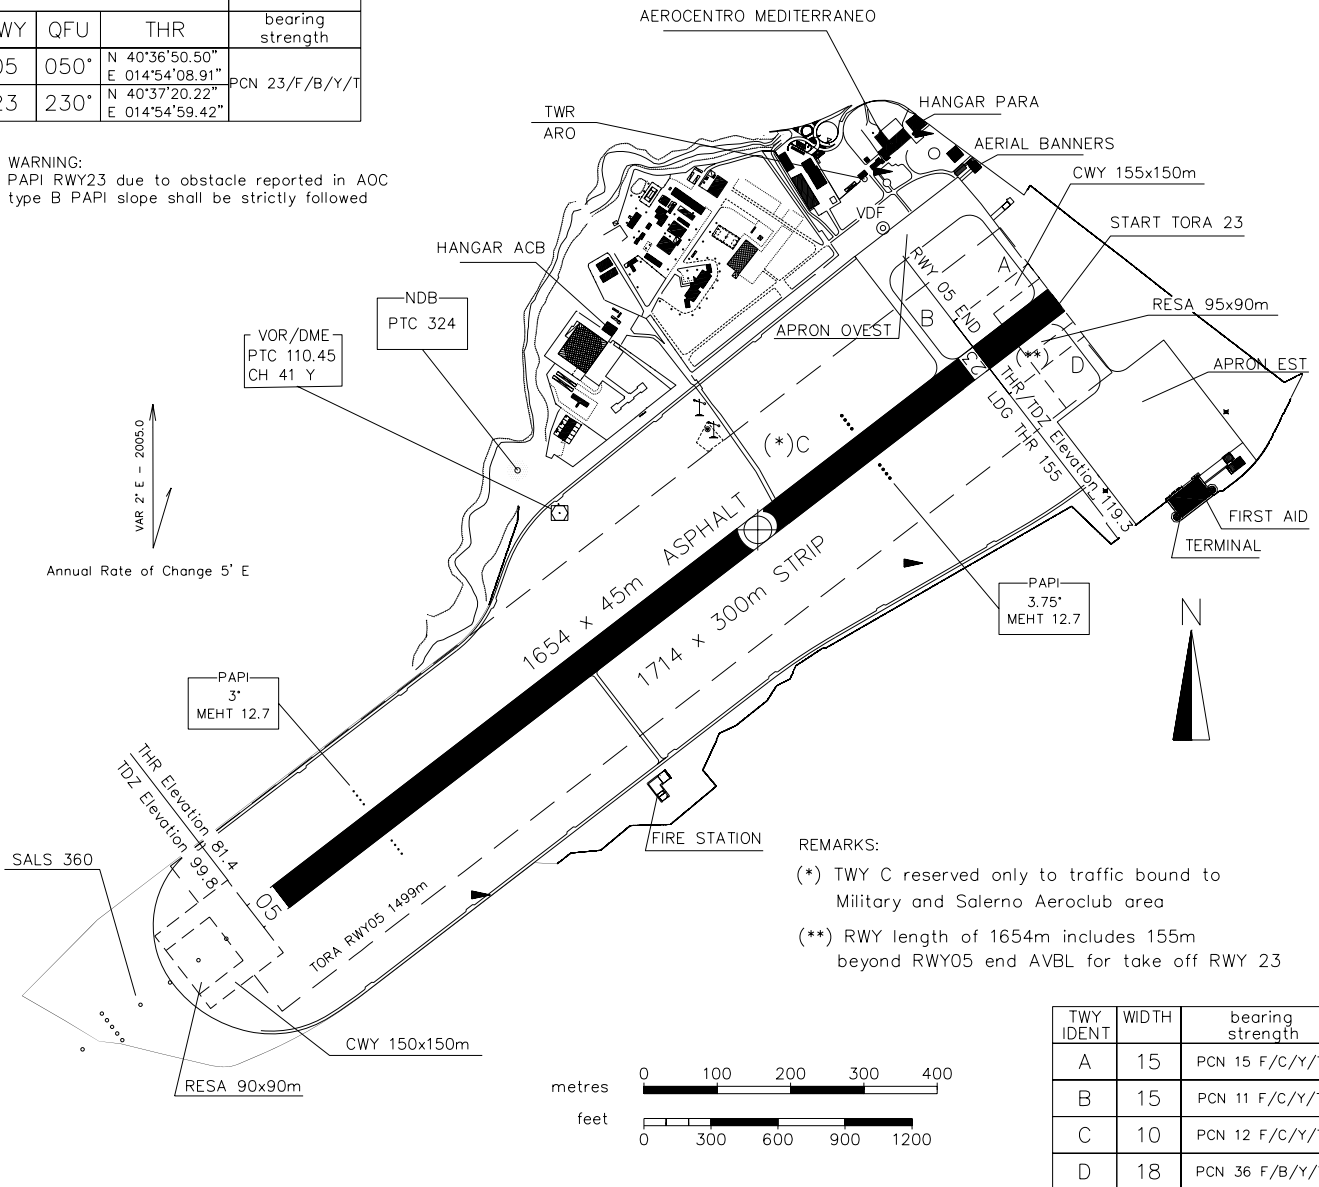 bearing
strength
WY QFU THR
05 050°
N 40°36'50.50"
E 014°54'08.91"
PCN 23/F/B/Y/T
23 230°
N 40°37'20.22"
E 014°54'59.42"
WARNING:
PAPI RWY23 due to obstacle reported in AOC
type B PAPI slope shall be strictly followed
AEROCENTRO MEDITERRANEO
TWR
ARO
HANGAR PARA
AERIAL BANNERS
CWY 155x150m
START TORA 23
RESA 95x90m
APRON EST
VDF
HANGAR ACB
NDB
PTC 324
VOR/DME
PTC 110.45
CH 41 Y
APRON OVEST
RWY 05 END
A
B
D
(**)
23
THR/TDZ Elevation 119.3
LDG THR 155
(*)C
VAR 2° E - 2005.0
Annual Rate of Change 5' E
1654 x 45m ASPHALT
1714 x 300m STRIP
FIRST AID
TERMINAL
PAPI
3.75°
MEHT 12.7
N
PAPI
3°
MEHT 12.7
THR Elevation 81.4
TDZ Elevation 99.8
05
SALS 360
TORA RWY05 1499m
FIRE STATION
CWY 150x150m
RESA 90x90m
REMARKS:
(*) TWY C reserved only to traffic bound to
Military and Salerno Aeroclub area
(**) RWY length of 1654m includes 155m
beyond RWY05 end AVBL for take off RWY 23
metres
0 100 200 300 400
feet
0 300 600 900 1200
TWY
IDENT
WIDTH
bearing
strength
A 15 PCN 15 F/C/Y/
B 15 PCN 11 F/C/Y/
C 10 PCN 12 F/C/Y/
D 18 PCN 36 F/B/Y/